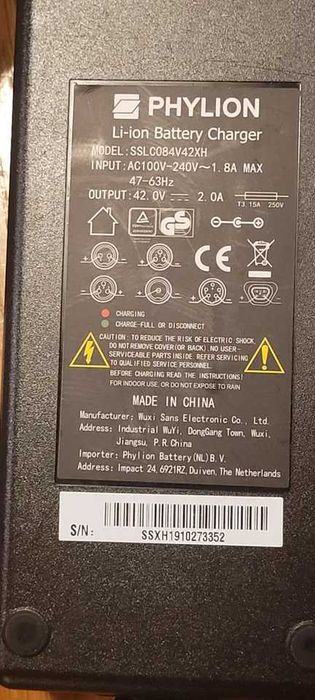 PHYLION
Li-ion Battery Charger
MODEL:SSLC084V42XH
INPUT:AC100V-240V~1.8A MAX
47-63Hz
OUTPUT:42.0V 2.0A T3.15A 250V
GS
CE
CHARGING
CHARGE-FULL OR DISCONNECT
CAUTION: TO REDUCE THE RISK OF ELECTRIC SHOCK.
DO NOT REMOVE COVER(OR BACK) NO USER-
SERVICEABLE PARTS INSIDE. REFER SERVICING
TO QUALIFIED SERVICE PERSONNEL.
BEFORE CHARGING READ THE INSTRUCTIONS!
FOR INDOOR USE, OR DO NOT EXPOSE TO RAIN
MADE IN CHINA
Manufacturer: Wuxi Sans Electronic Co., Ltd.
Address: Industrial WuYi, DongGang Town, Wuxi,
Jiangsu, P.R.China
Importer: Phylion Battery(NL)B.V.
Address: Impact 24,6921RZ, Duiven, The Netherlands
S/N:
SSXH1910273352